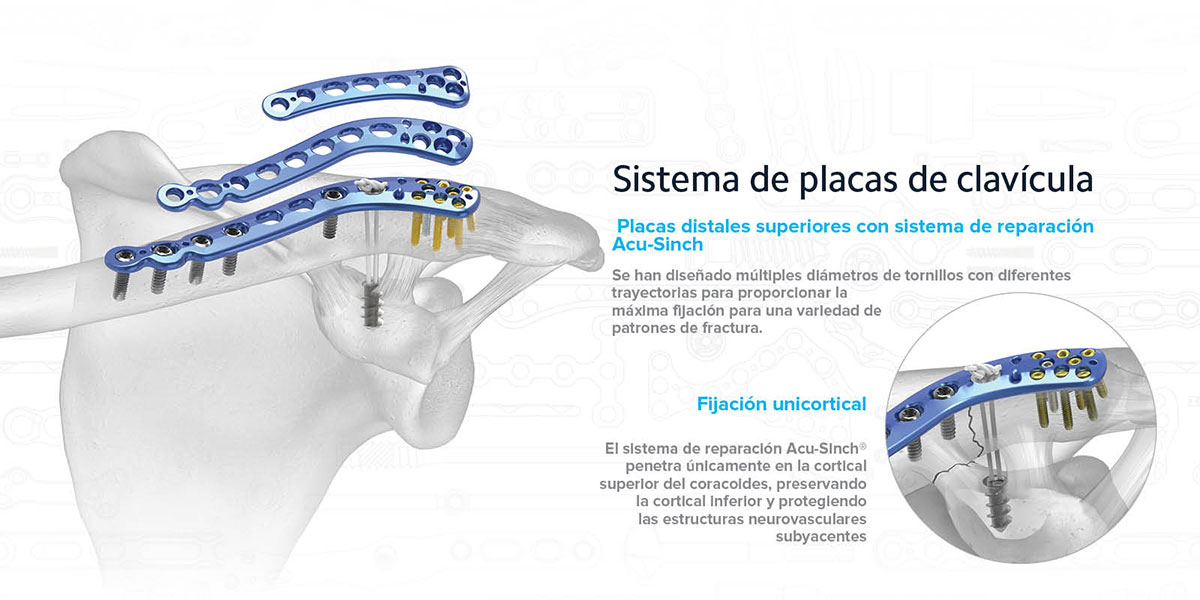 Sistema de placas de clavícula
Placas distales superiores con sistema de reparación
Acu-Sinch
Se han diseñado múltiples diámetros de tornillos con diferentes
trayectorias para proporcionar la
máxima fijación para una variedad de
patrones de fractura.
Fijación unicortical
El sistema de reparación Acu-SInch®
penetra únicamente en la cortical
superior del coracoides, preservando
la cortical inferior y protegiendo
las estructuras neurovasculares
subyacentes